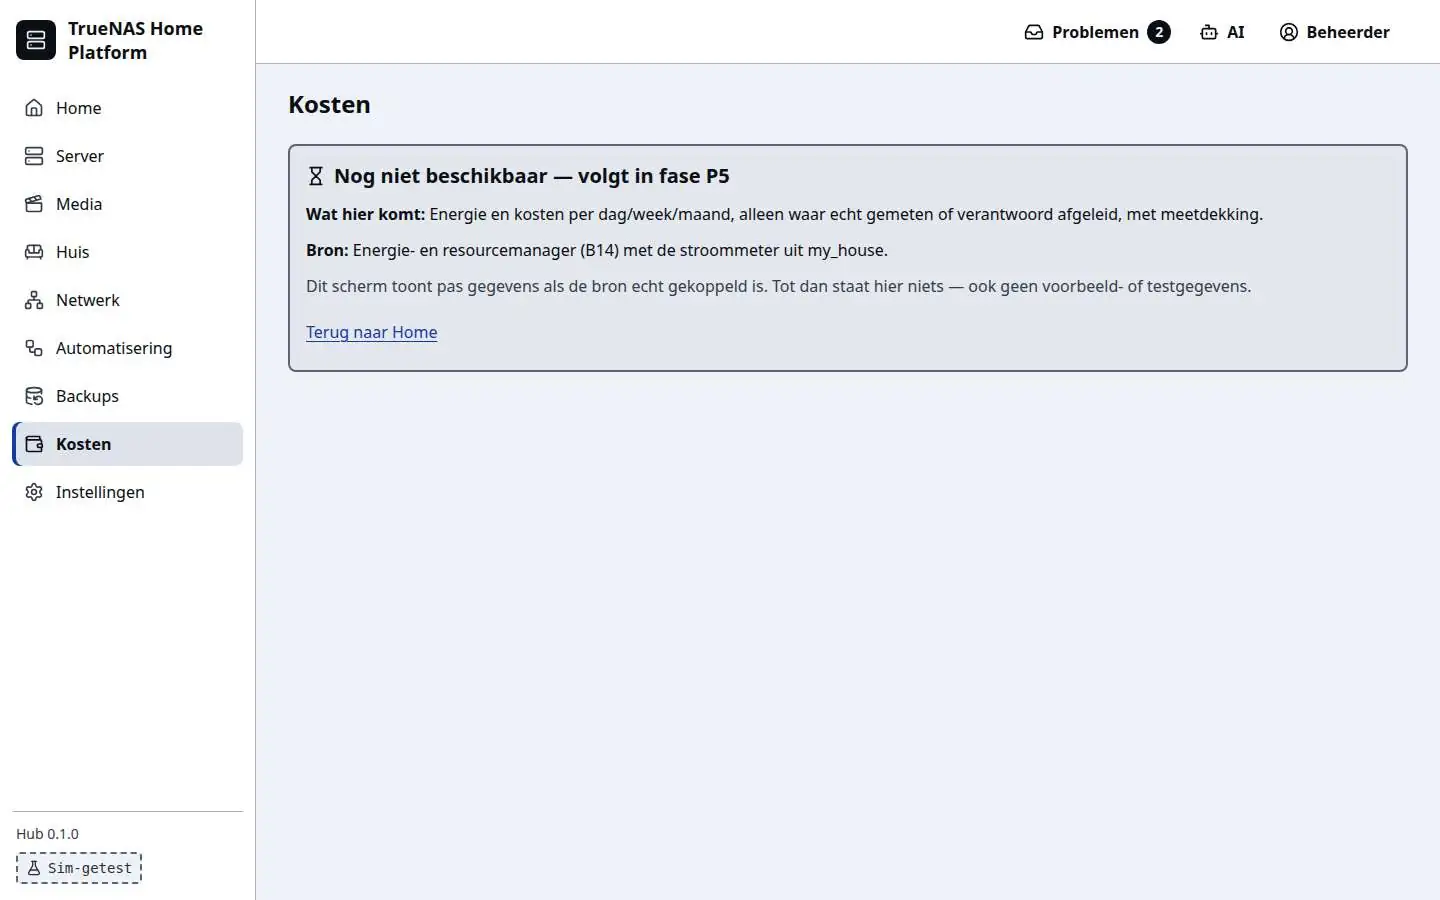 TrueNAS Home
Platform
Home
Server
Media
Huis
Netwerk
Automatisering
Backups
Kosten
Instellingen
Hub 0.1.0
Sim-getest
Problemen 2
AI
Beheerder
Kosten
Nog niet beschikbaar — volgt in fase P5
Wat hier komt: Energie en kosten per dag/week/maand, alleen waar echt gemeten of verantwoord afgeleid, met meetdekking.
Bron: Energie- en resourcemanager (B14) met de stroommeter uit my_house.
Dit scherm toont pas gegevens als de bron echt gekoppeld is. Tot dan staat hier niets — ook geen voorbeeld- of testgegevens.
Terug naar Home